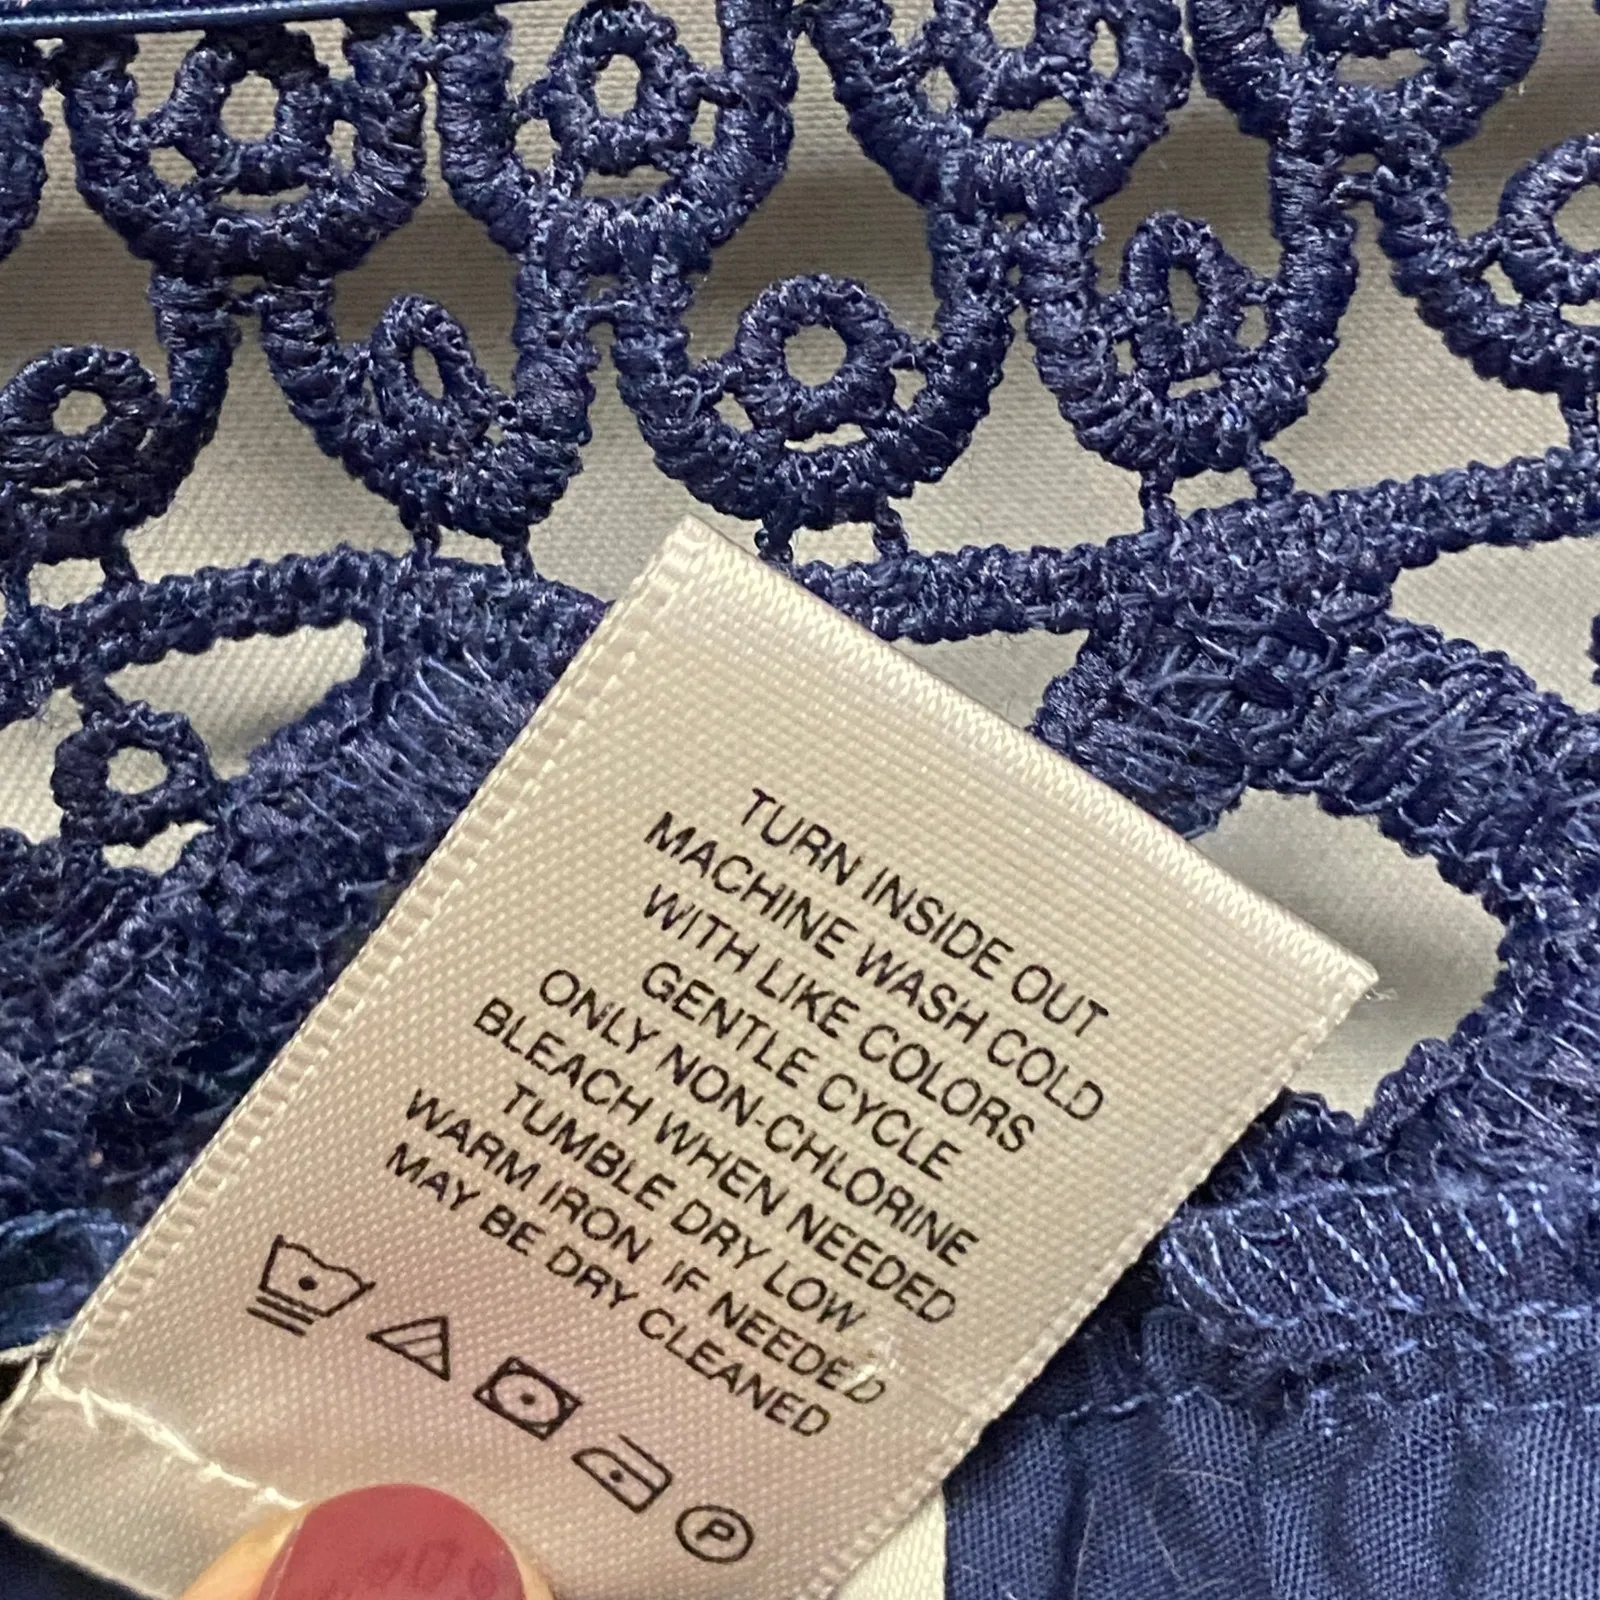 TURN INSIDE OUT
MACHINE WASH COLD
WITH LIKE COLORS
GENTLE CYCLE
ONLY NON-CHLORINE
BLEACH WHEN NEEDED
TUMBLE DRY LOW
WARM IRON IF NEEDED
MAY BE DRY CLEANED
P